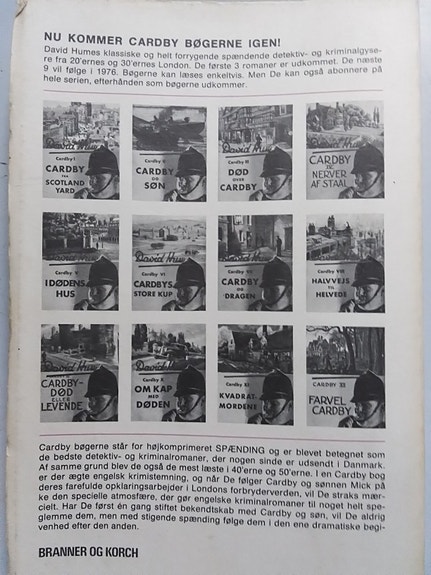 NU KOMMER CARDBY BØGERNE IGEN!
David Humes klassiske og helt forrygende spændende detektiv- og kriminalgyse-
re fra 20'ernes og 30'ernes London. De første 3 romaner er udkommet. De næste
9 vil følge i 1976. Bøgerne kan læses enkeltvis. Men De kan også abonnere på
hele serien, efterhånden som bøgerne udkommer.
David Hume
Cardby I
CARDBY
fra
SCOTLAND
YARD
Cardby II
CARDBY
OG
SØN
David Hume
Cardby III
DØD
over
CARDBY
David Hume
CARDBY
IV
NERVER
AF STAAL
David Hume
Cardby V
I DØDENS
HUS
Cardby VI
CARDBYS
STORE KUP
David Hume
Cardby VII
CARDBY
OG
DRAGEN
Cardby VIII
HALVVEJS
TIL
HELVEDE
David Hume
CARDBY-
DØD
ELLER
LEVENDE
David Hume
Cardby X
OM KAP
MED
DØDEN
Cardby XI
KVADRAT-
MORDENE
CARDBY XII
FARVEL
CARDBY
Cardby bøgerne står for højkomprimeret SPÆNDING og er blevet betegnet som
de bedste detektiv- og kriminalromaner, der nogen sinde er udsendt i Danmark.
Af samme grund blev de også de mest læste i 40'erne og 50'erne. I en Cardby bog
er der ægte engelsk krimistemning, og når De følger Cardby og sønnen Mick på
deres farefulde opklaringsarbejder i Londons forbryderverden, vil De straks mær-
ke den specielle atmosfære, der gør engelske kriminalromaner til noget helt spe-
cielt. Har De først én gang stiftet bekendtskab med Cardby og søn, vil De aldrig
glemme dem, men med stigende spænding følge dem i den ene dramatiske begi-
venhed efter den anden.
BRANNER OG KORCH